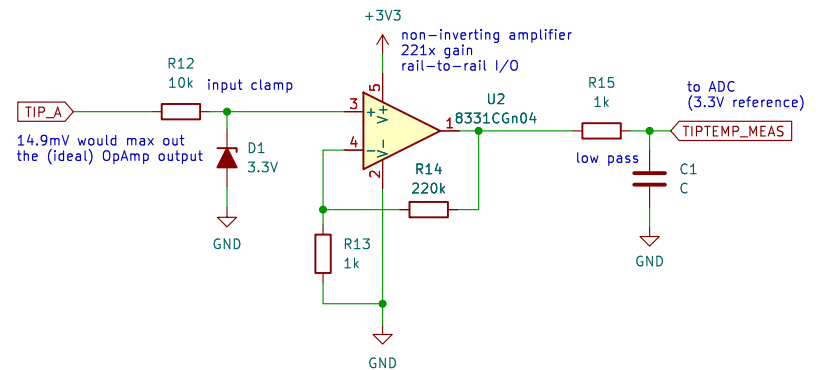 +3V3
non-inverting amplifier
221x gain
rail-to-rail I/O
R12
10k
input clamp
TIP_A
14.9mV would max out
the (ideal) OpAmp output
D1
3.3V
GND
3
+
4
-
5
V+
V-
2
1
U2
8331CGn04
R14
220k
R13
1k
GND
R15
1k
low pass
to ADC
(3.3V reference)
TIPTEMP_MEAS
C1
C
GND